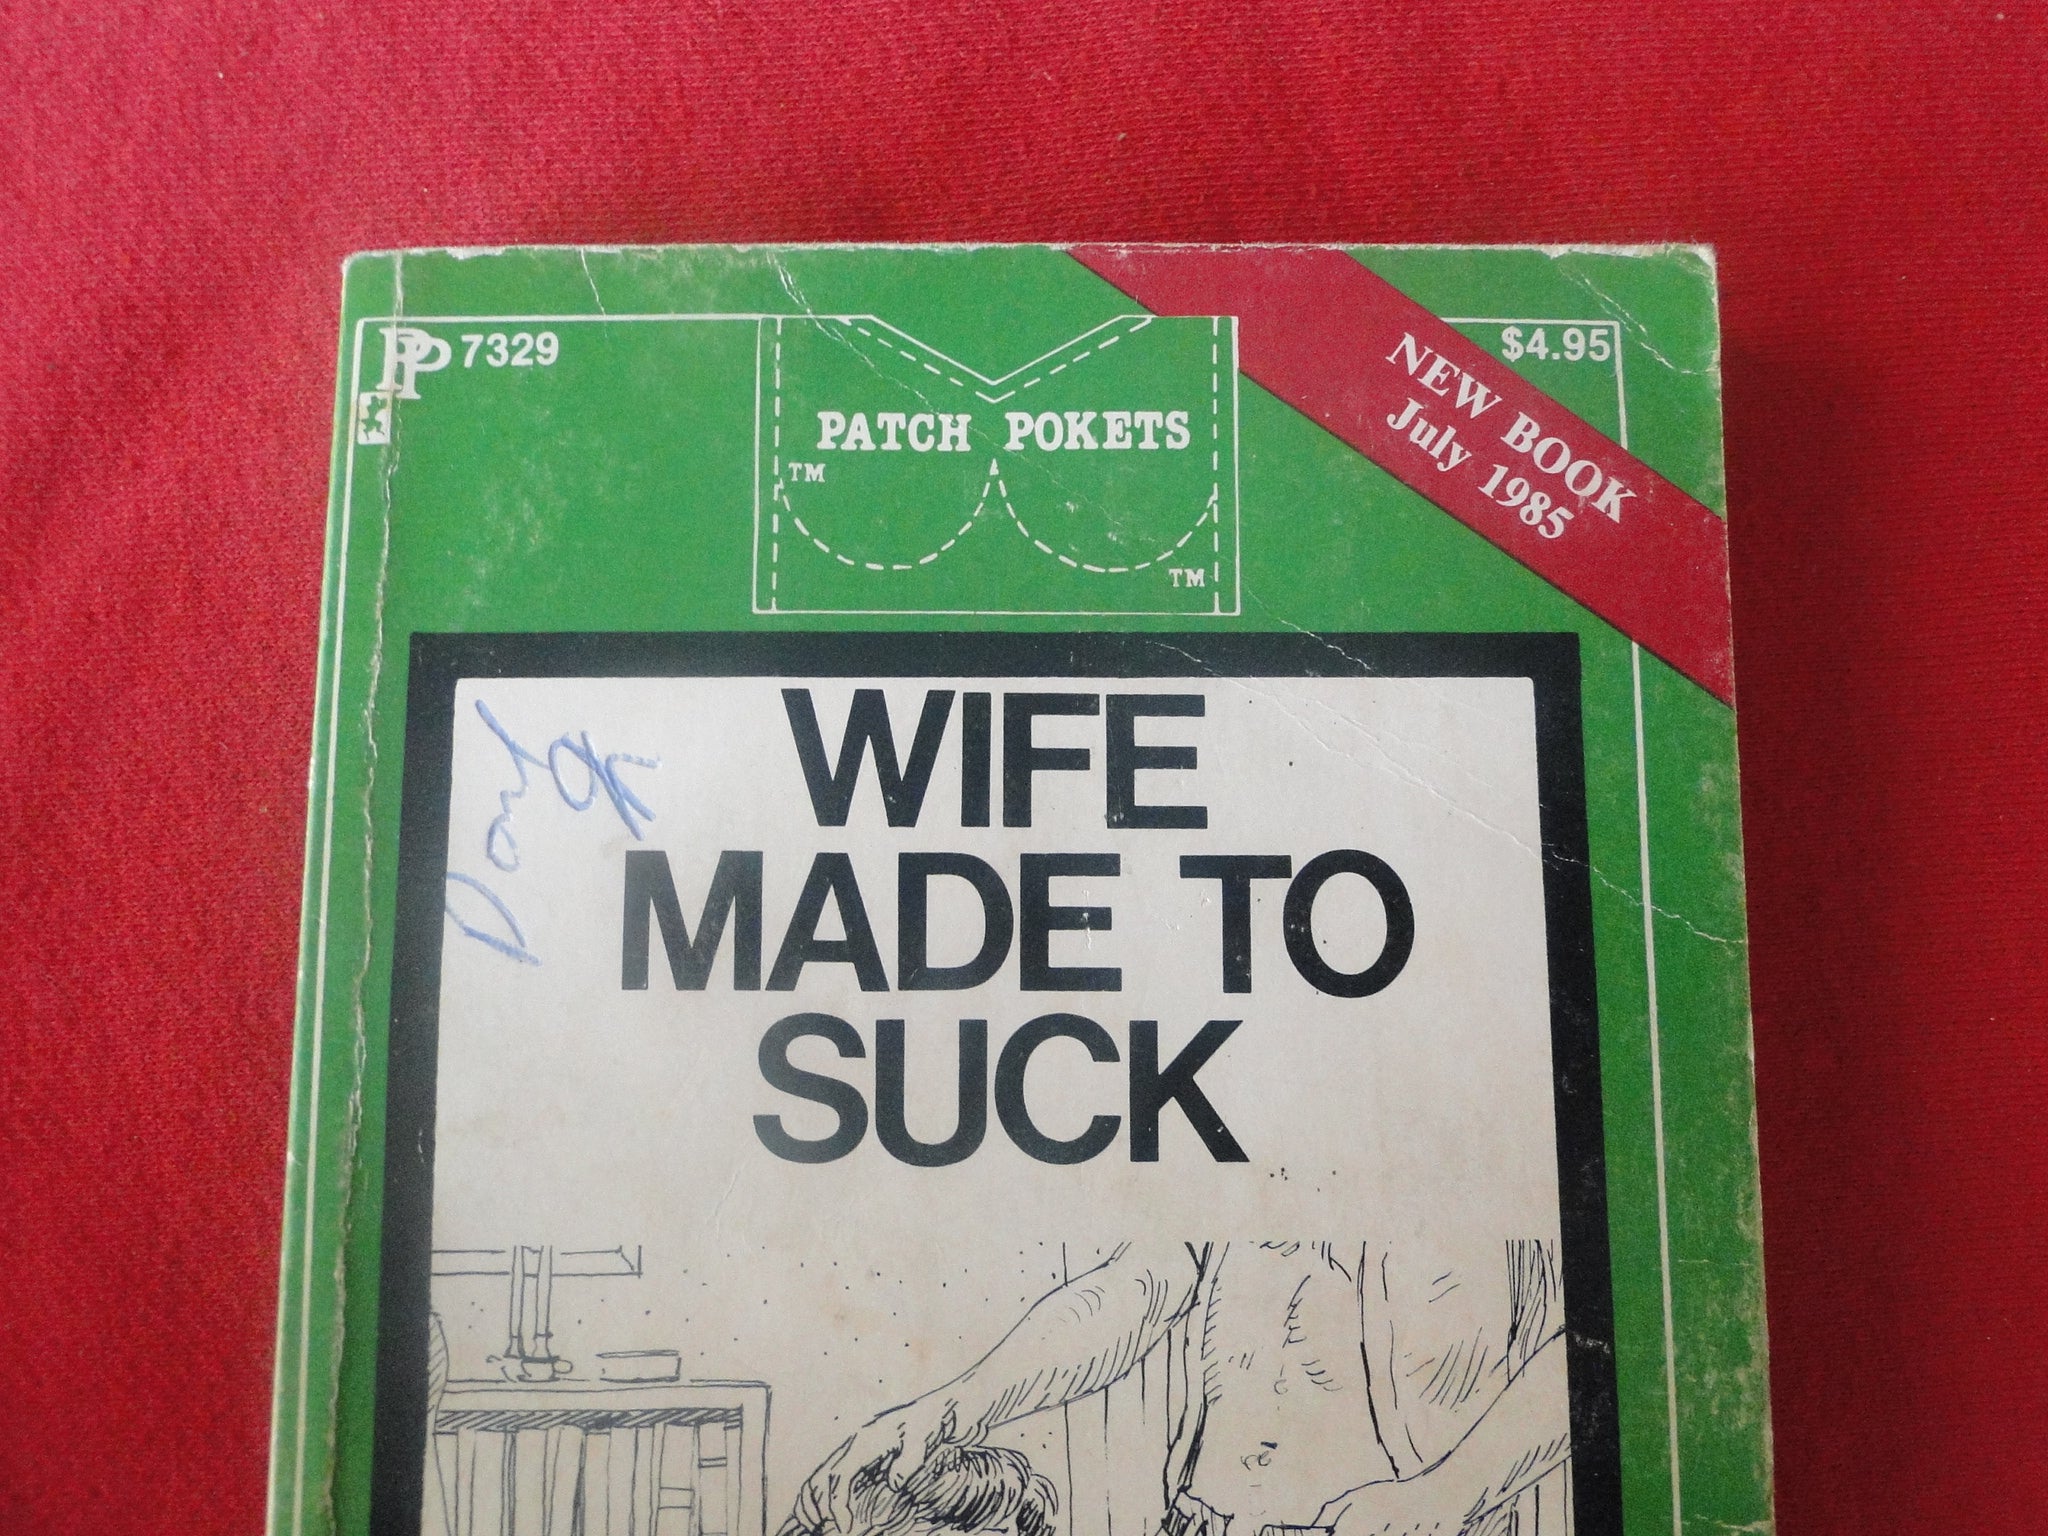 PP 7329
$4.95
NEW BOOK
July 1985
PATCH POKETS
TM
TM
WIFE
MADE TO
SUCK